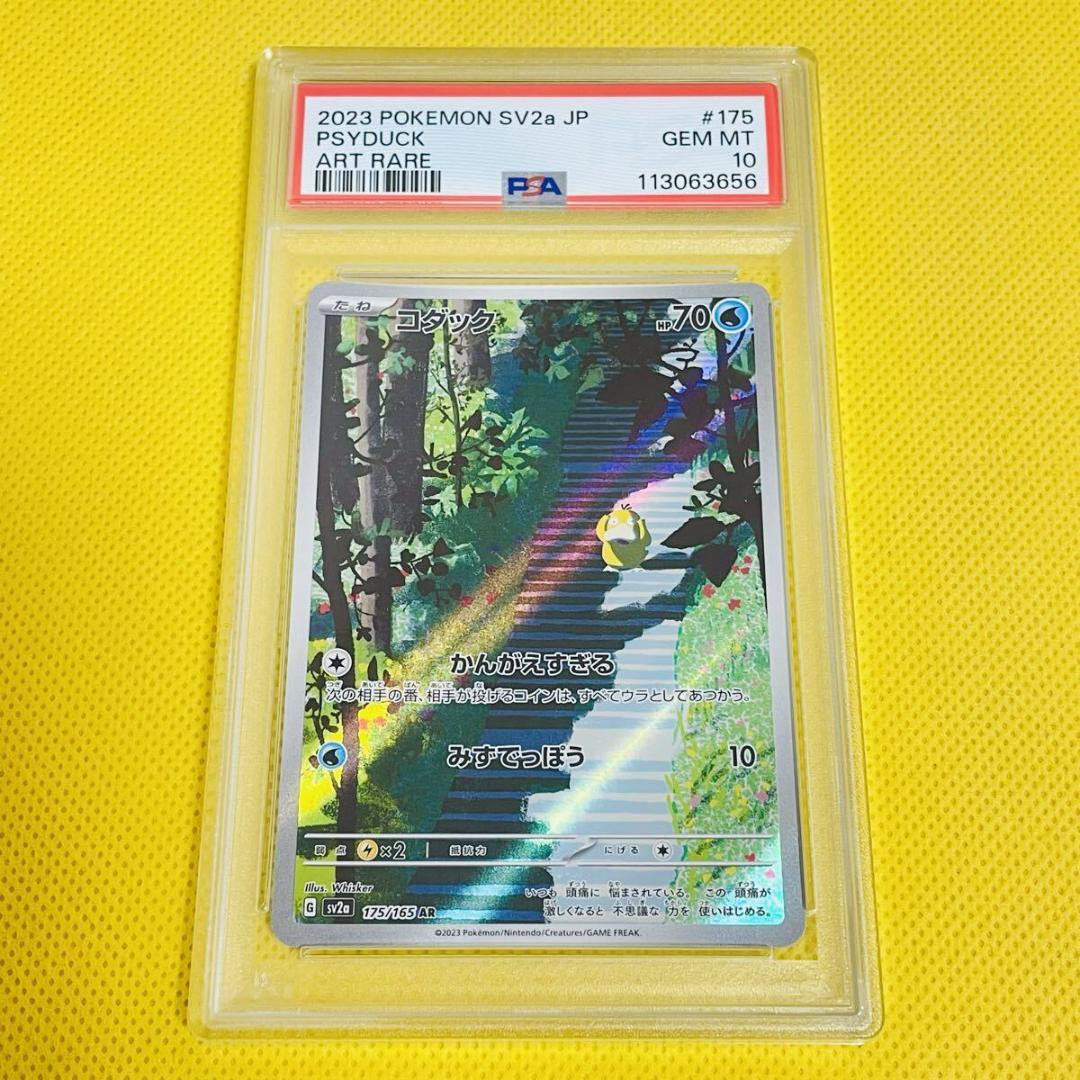 2023 POKEMON SV2a JP #175
PSYDUCK GEM MT
ART RARE 10
PSA 113063656
たね コダック HP70
かんがえすぎる
次の相手の番、相手が投げるコインは、すべてウラとしてあつかう。
みずでっぽう 10
弱点 ×2 抵抗力 にげる
Illus. Whisker
いつも 頭痛に 悩まされている。 この 頭痛が
激しくなると 不思議な 力を 使いはじめる。
G sv2a 175/165 AR
©2023 Pokémon/Nintendo/Creatures/GAME FREAK.